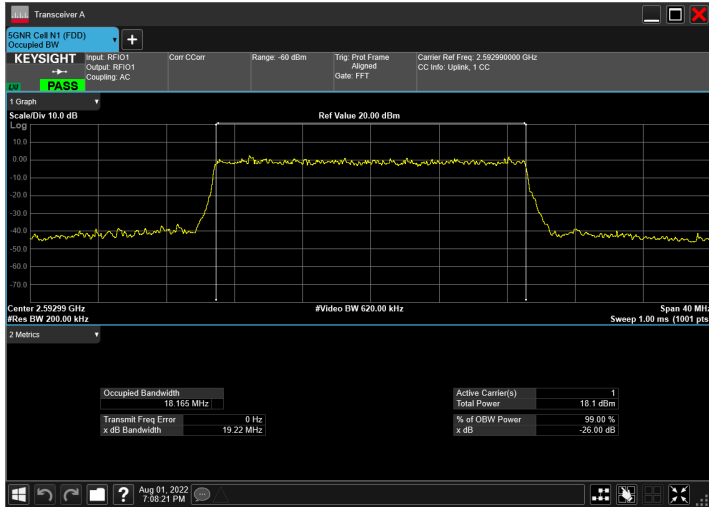 Transceiver A
5GNR Cell N1 (FDD)
Occupied BW
KEYSIGHT
Input: RFIO1
Output: RFIO1
Coupling: AC
Corr CCorr
Range: -60 dBm
Trig: Prot Frame
Aligned
Gate: FFT
Carrier Ref Freq: 2.592990000 GHz
CC Info: Uplink, 1 CC
LXI
PASS
1 Graph
Scale/Div 10.0 dB
Ref Value 20.00 dBm
Log
10.0
0.00
-10.0
-20.0
-30.0
-40.0
-50.0
-60.0
-70.0
Center 2.59299 GHz
#Video BW 620.00 kHz
Span 40 MHz
#Res BW 200.00 kHz
Sweep 1.00 ms (1001 pts
2 Metrics
Occupied Bandwidth
18.165 MHz
Transmit Freq Error 0 Hz
x dB Bandwidth 19.22 MHz
Active Carrier(s) 1
Total Power 18.1 dBm
% of OBW Power 99.00 %
x dB -26.00 dB
Aug 01, 2022
7:08:21 PM